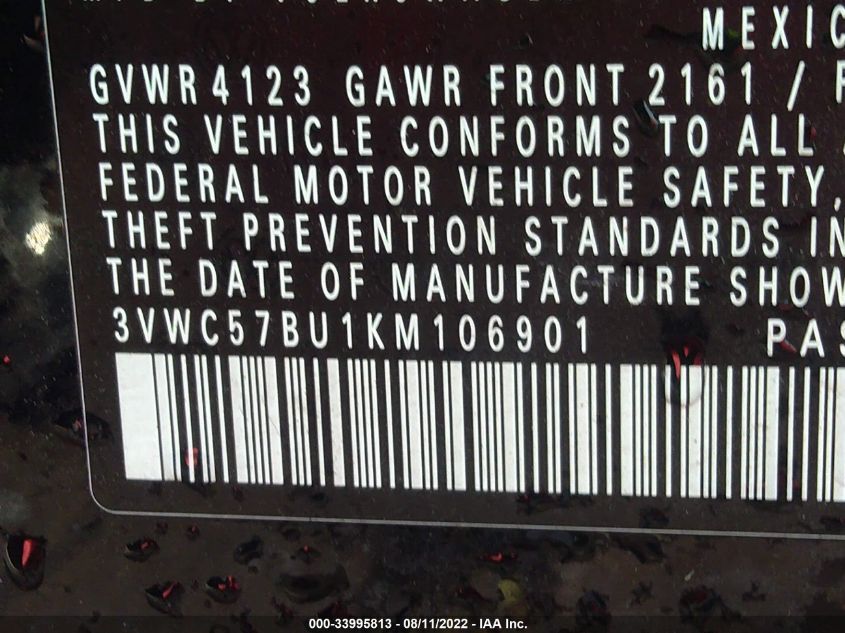 MEXIC
GVWR 4123 GAWR FRONT 2161 /
THIS VEHICLE CONFORMS TO ALL
FEDERAL MOTOR VEHICLE SAFETY,
THEFT PREVENTION STANDARDS IN
THE DATE OF MANUFACTURE SHOW
3VWC57BU1KM106901 PAS
000-33995813 - 08/11/2022 - IAA Inc.